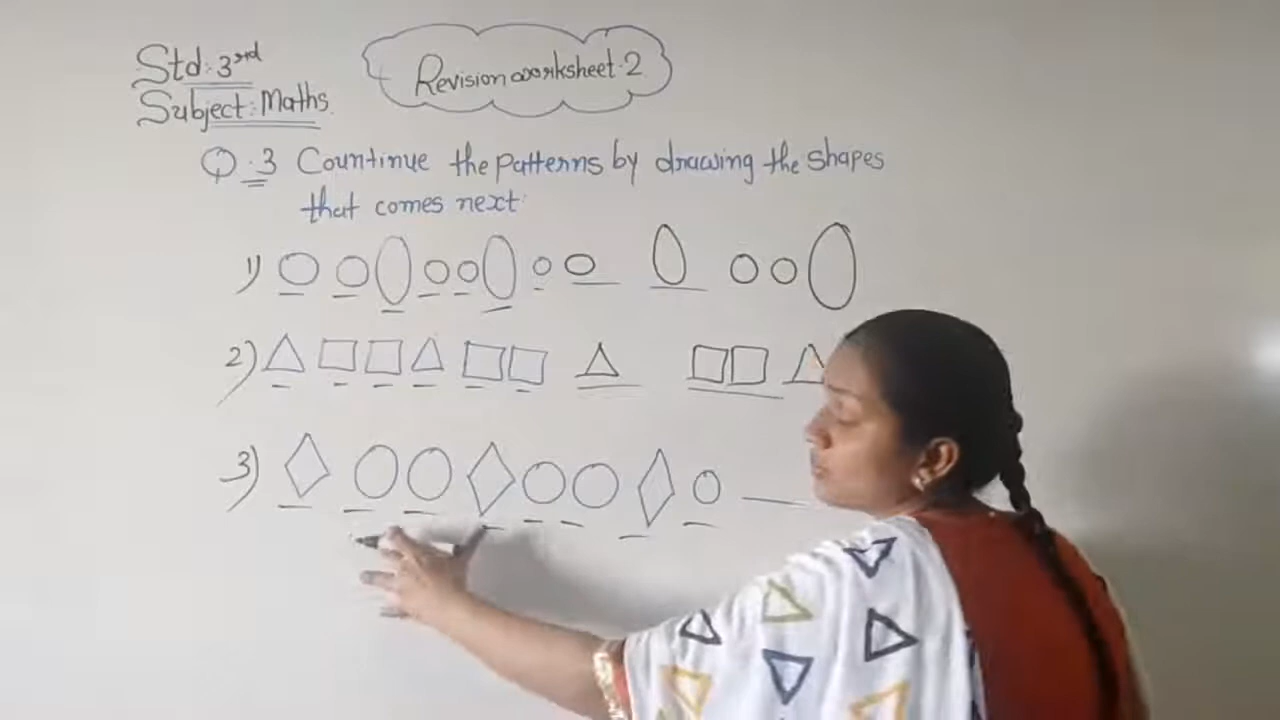 Std: 3rd
Subject: Maths.
Revision worksheet-2
Q.3 Countinue the patterns by drawing the shapes
that comes next.
1)
2)
3)